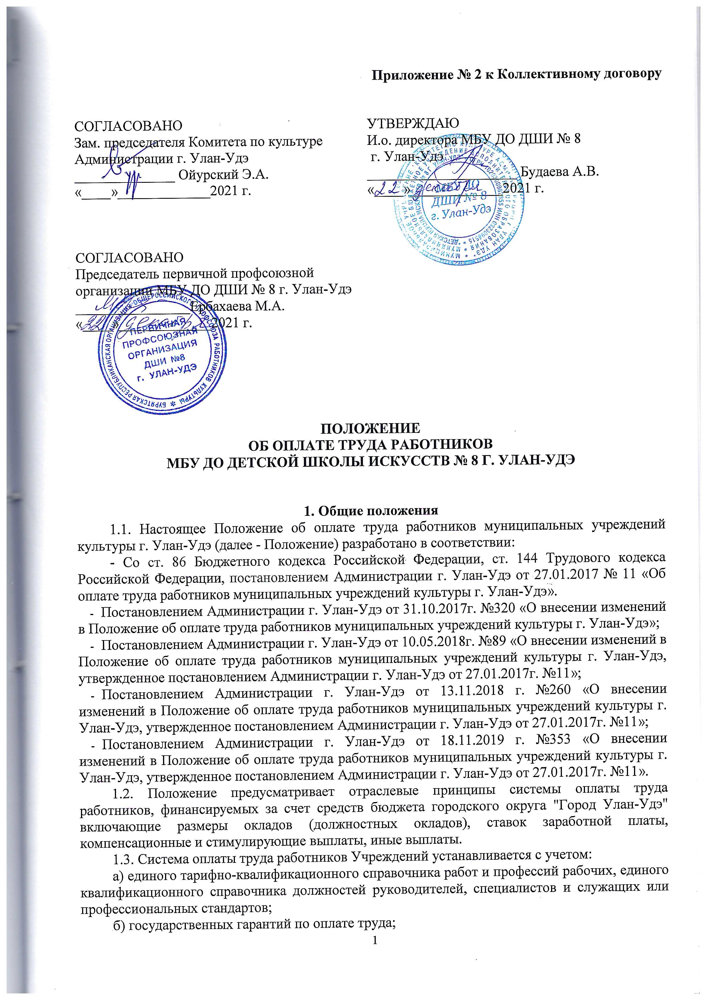 Приложение № 2 к Коллективному договору
СОГЛАСОВАНО
Зам. председателя Комитета по культуре
Администрации г. Улан-Удэ
______________ Ойурский Э.А.
«____»_____________2021 г.
УТВЕРЖДАЮ
И.о. директора МБУ ДО ДШИ № 8
г. Улан-Удэ
_____________________ Будаева А.В.
«22» декабря 2021 г.
МБУ ДО
ДШИ № 8
г. Улан-Удэ
СОГЛАСОВАНО
Председатель первичной профсоюзной
организации МБУ ДО ДШИ № 8 г. Улан-Удэ
________________Ербахаева М.А.
«22» декабря 2021 г.
БУРЯТСКАЯ РЕСПУБЛИКАНСКАЯ ОРГАНИЗАЦИЯ ОБЩЕРОССИЙСКОГО ПРОФСОЮЗА РАБОТНИКОВ КУЛЬТУРЫ
ПЕРВИЧНАЯ
ПРОФСОЮЗНАЯ
ОРГАНИЗАЦИЯ
ДШИ №8
г. УЛАН-УДЭ
ПОЛОЖЕНИЕ
ОБ ОПЛАТЕ ТРУДА РАБОТНИКОВ
МБУ ДО ДЕТСКОЙ ШКОЛЫ ИСКУССТВ № 8 Г. УЛАН-УДЭ
1. Общие положения
1.1. Настоящее Положение об оплате труда работников муниципальных учреждений
культуры г. Улан-Удэ (далее - Положение) разработано в соответствии:
- Со ст. 86 Бюджетного кодекса Российской Федерации, ст. 144 Трудового кодекса
Российской Федерации, постановлением Администрации г. Улан-Удэ от 27.01.2017 № 11 «Об
оплате труда работников муниципальных учреждений культуры г. Улан-Удэ».
- Постановлением Администрации г. Улан-Удэ от 31.10.2017г. №320 «О внесении изменений
в Положение об оплате труда работников муниципальных учреждений культуры г. Улан-Удэ»;
- Постановлением Администрации г. Улан-Удэ от 10.05.2018г. №89 «О внесении изменений в
Положение об оплате труда работников муниципальных учреждений культуры г. Улан-Удэ,
утвержденное постановлением Администрации г. Улан-Удэ от 27.01.2017г. №11»;
- Постановлением Администрации г. Улан-Удэ от 13.11.2018 г. №260 «О внесении
изменений в Положение об оплате труда работников муниципальных учреждений культуры г.
Улан-Удэ, утвержденное постановлением Администрации г. Улан-Удэ от 27.01.2017г. №11»;
- Постановлением Администрации г. Улан-Удэ от 18.11.2019 г. №353 «О внесении
изменений в Положение об оплате труда работников муниципальных учреждений культуры г.
Улан-Удэ, утвержденное постановлением Администрации г. Улан-Удэ от 27.01.2017г. №11».
1.2. Положение предусматривает отраслевые принципы системы оплаты труда
работников, финансируемых за счет средств бюджета городского округа "Город Улан-Удэ"
включающие размеры окладов (должностных окладов), ставок заработной платы,
компенсационные и стимулирующие выплаты, иные выплаты.
1.3. Система оплаты труда работников Учреждений устанавливается с учетом:
а) единого тарифно-квалификационного справочника работ и профессий рабочих, единого
квалификационного справочника должностей руководителей, специалистов и служащих или
профессиональных стандартов;
б) государственных гарантий по оплате труда;
1